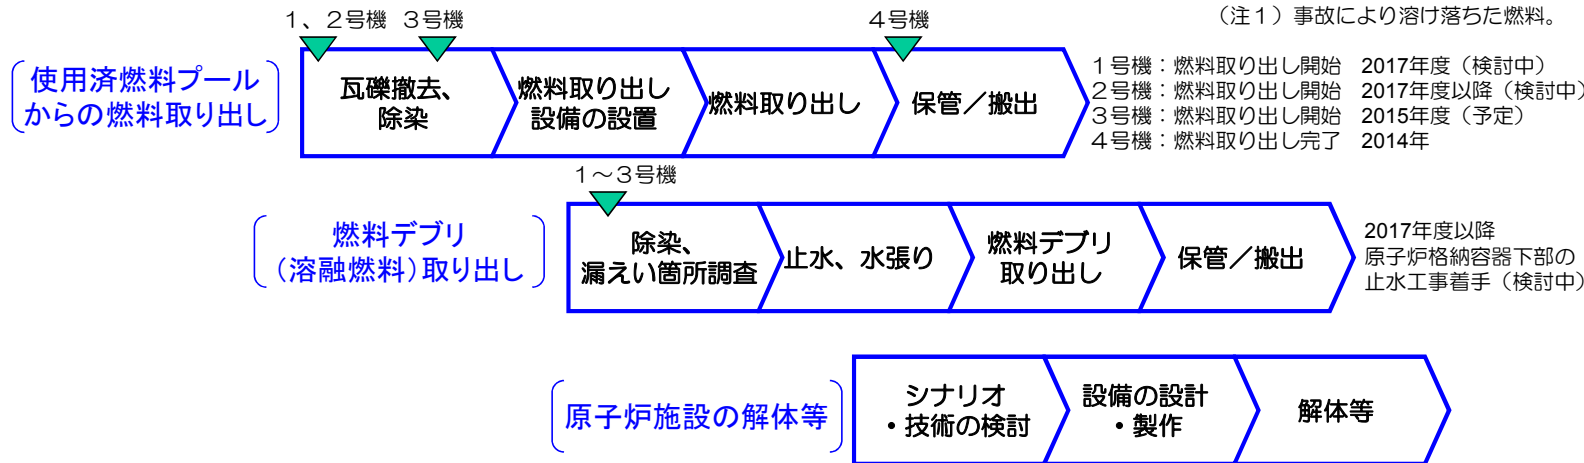 （注１）事故により溶け落ちた燃料。
１、２号機 ３号機
４号機
使用済燃料プール
からの燃料取り出し
瓦礫撤去、
除染
燃料取り出し
設備の設置
燃料取り出し
保管／搬出
１号機：燃料取り出し開始　2017年度（検討中）
２号機：燃料取り出し開始　2017年度以降（検討中）
３号機：燃料取り出し開始　2015年度（予定）
４号機：燃料取り出し完了　2014年
１～３号機
燃料デブリ
（溶融燃料）取り出し
除染、
漏えい箇所調査
止水、水張り
燃料デブリ
取り出し
保管／搬出
2017年度以降
原子炉格納容器下部の
止水工事着手（検討中）
原子炉施設の解体等
シナリオ
・技術の検討
設備の設計
・製作
解体等